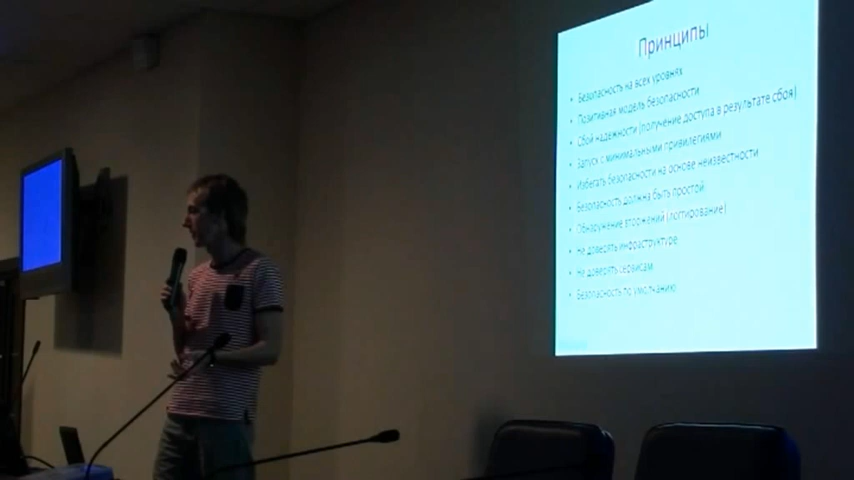 Принципы
• Безопасность на всех уровнях
• Позитивная модель безопасности
• Сбой надежности (получение доступа в результате сбоя)
• Запуск с минимальными привилегиями
• Избегать безопасности на основе неизвестности
• Безопасность должна быть простой
• Обнаружение вторжений (логгирование)
• Не доверять инфраструктуре
• Не доверять сервисам
• Безопасность по умолчанию